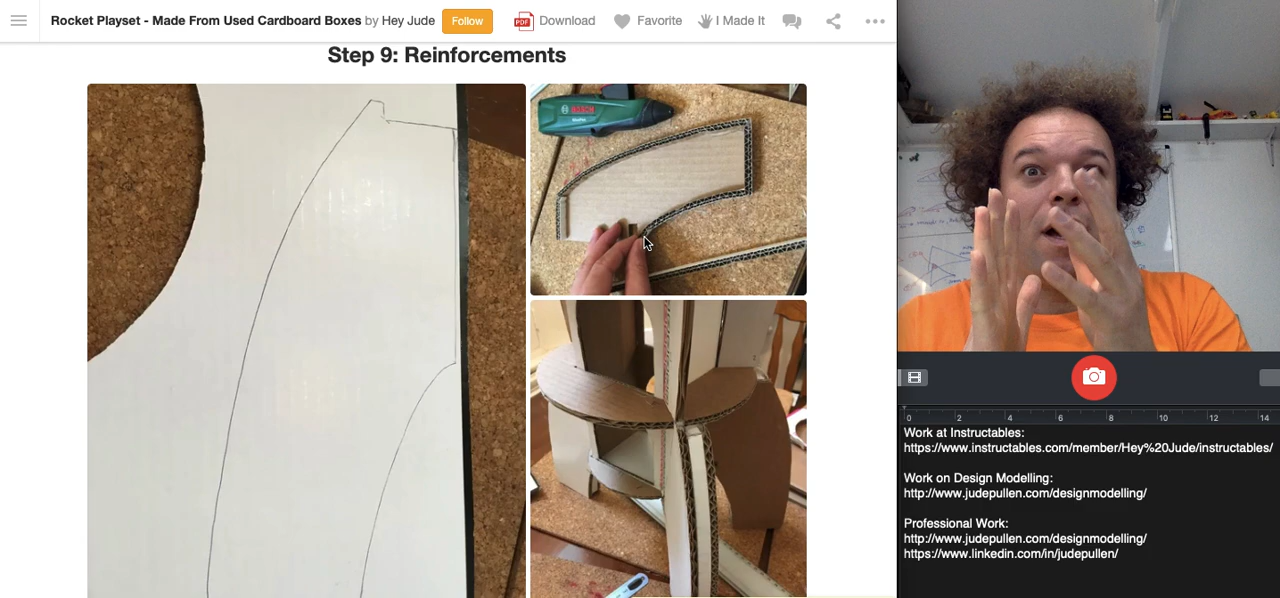 Rocket Playset - Made From Used Cardboard Boxes by Hey Jude Follow PDF Download Favorite I Made It
Step 9: Reinforcements
BOSCH
0 2 4 6 8 10 12 14
Work at Instructables:
https://www.instructables.com/member/Hey%20Jude/instructables/
Work on Design Modelling:
http://www.judepullen.com/designmodelling/
Professional Work:
http://www.judepullen.com/designmodelling/
https://www.linkedin.com/in/judepullen/